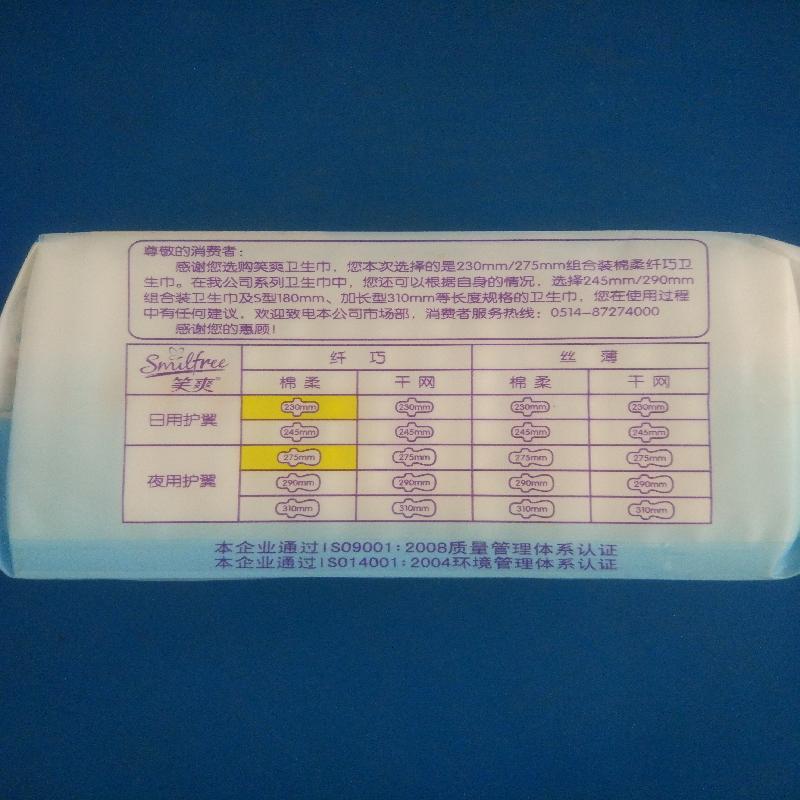 尊敬的消费者：
感谢您选购笑爽卫生巾，您本次选择的是230mm/275mm组合装棉柔纤巧卫
生巾。在我公司系列卫生巾中，您还可以根据自身的情况，选择245mm/290mm
组合装卫生巾及S型180mm、加长型310mm等长度规格的卫生巾，您在使用过程
中有任何建议，欢迎致电本公司市场部，消费者服务热线：0514-87274000
感谢您的惠顾！
Smilfree 纤巧 丝薄
笑爽 棉柔 干网 棉柔 干网
日用护翼 230mm 230mm 230mm 230mm
245mm 245mm 245mm 245mm
夜用护翼 275mm 275mm 275mm 275mm
290mm 290mm 290mm 290mm
310mm 310mm 310mm 310mm
本企业通过ISO9001:2008质量管理体系认证
本企业通过ISO14001:2004环境管理体系认证